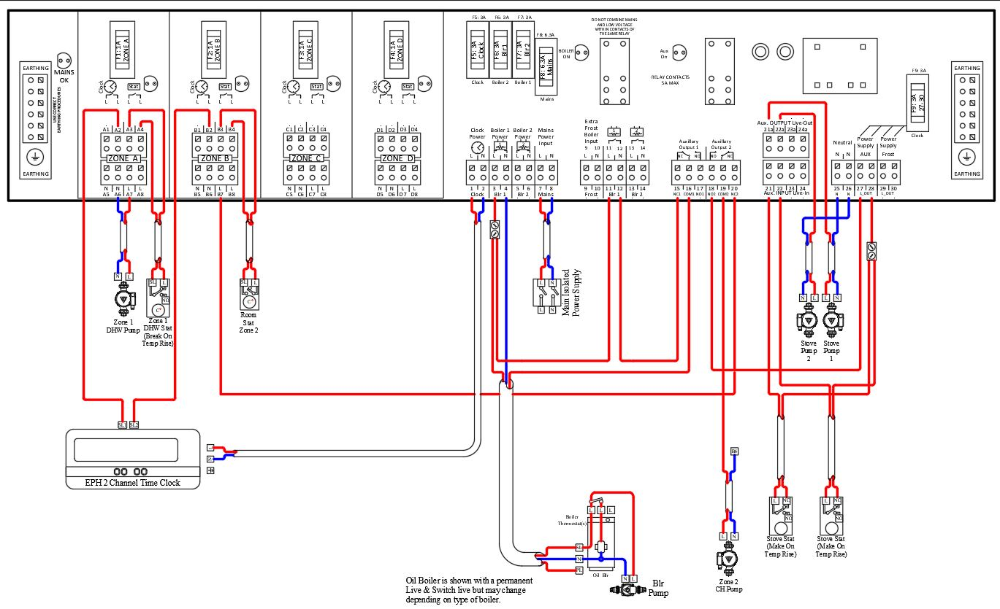 F1: 1A
ZONE A
F2: 1A
ZONE B
F3: 1A
ZONE C
F4: 1A
ZONE D
F5: 3A
F6: 3A
F7: 3A
F8: 6.3A
F5: 3A
Clock
F6: 3A
Blr1
F7: 3A
Blr 2
F8: 6.3A
Mains
Clock
Boiler 2
Boiler 1
Mains
DO NOT COMBINE MAINS
AND LOW VOLTAGE
WITHIN CONTACTS OF
THE SAME RELAY
BOILER
ON
Aux
On
RELAY CONTACTS
5A MAX
F9: 3A
F9: 3A
27-30
Clock
EARTHING
EARTHING
MAINS
OK
USE CORRECT
EARTHING PROCEDURES
EARTHING
EARTHING
Clock
Stat
L L L L
Clock
Stat
L L L L
Clock
Stat
L L L L
Clock
Stat
L L L L
A1 A2 A3 A4
ZONE A
N N L L
A5 A6 A7 A8
B1 B2 B3 B4
ZONE B
N N L L
B5 B6 B7 B8
C1 C2 C3 C4
ZONE C
N N L L
C5 C6 C7 C8
D1 D2 D3 D4
ZONE D
N N L L
D5 D6 D7 D8
Clock
Power
Boiler 1
Power
Boiler 2
Power
Mains
Power
Input
L N L N L N L N
1 2 3 4 5 6 7 8
Clock
Blr 1
Blr 2
Mains
Extra
Frost
Boiler
Input
1
2
9 10 11 12 13 14
9 10 11 12 13 14
Frost
Blr 1
Blr 2
Auxillary
Output 1
Auxillary
Output 2
NC NO NO NC
15 16 17 18 19 20
NC1 COM1 NO1 NO2 COM2 NC2
Aux. OUTPUT Live-Out
21a 22a 23a 24a
21 22 23 24
Aux. INPUT Live-In
Neutral
Power
Supply
Power
Supply
N N AUX Frost
25 26 27 28 29 30
N N L_OUT L_OUT
N L
Zone 1
DHW Pump
SL L
NO
C°
Zone 1
DHW Stat
(Break On
Temp Rise)
SL L
C°
Room
Stat
Zone 2
L N
L N
Main Isolated
Power Supply
N L
Stove
Pump
2
L N
Stove
Pump
1
SL1 SL2
EPH 2 Channel Time Clock
L
N
B6
L N
Zone 2
CH Pump
L NC
NO
Stove Stat
(Make On
Temp Rise)
L NC
NO
Stove Stat
(Make On
Temp Rise)
Boiler
Thermostat(s)
L L L
SL
N
PL
Oil Blr
N L
Blr
Pump
Oil Boiler is shown with a permanent
Live & Switch live but may change
depending on type of boiler.